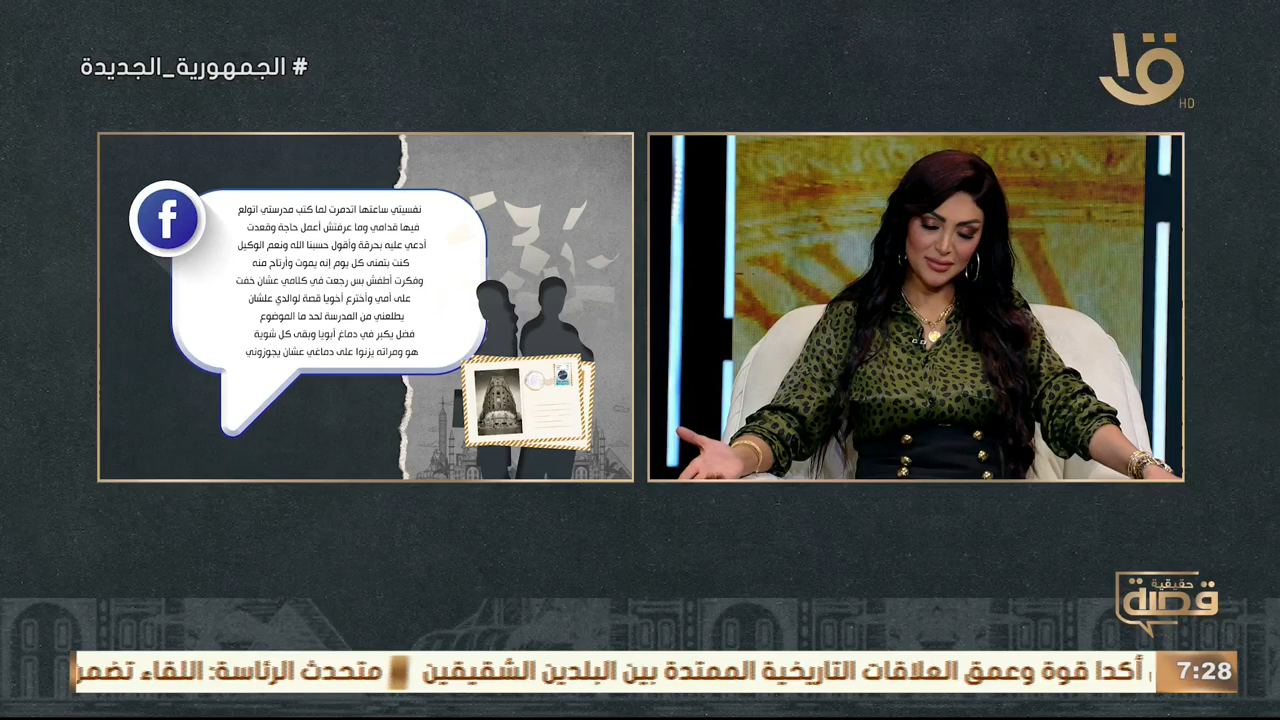 # الجمهورية_الجديدة
HD
f
نفسيتي ساعتها اتدمرت لما كتب مدرستي اتولع
فيها قدامي وما عرفتش أعمل حاجة وقعدت
أدعي عليه بحرقة وأقول حسبنا الله ونعم الوكيل
كنت بتمنى كل يوم إنه يموت وأرتاح منه
وفكرت أطفش بس رجعت في كلامي عشان خفت
على أمي وأخترع أخويا قصة لوالدي علشان
يطلعني من المدرسة لحد ما الموضوع
فضل يكبر في دماغ أبويا وبقى كل شوية
هو ومراته يزنوا على دماغي عشان يجوزوني
قصة
حقيقية
أكدا قوة وعمق العلاقات التاريخية الممتدة بين البلدين الشقيقين متحدث الرئاسة: اللقاء
7:28